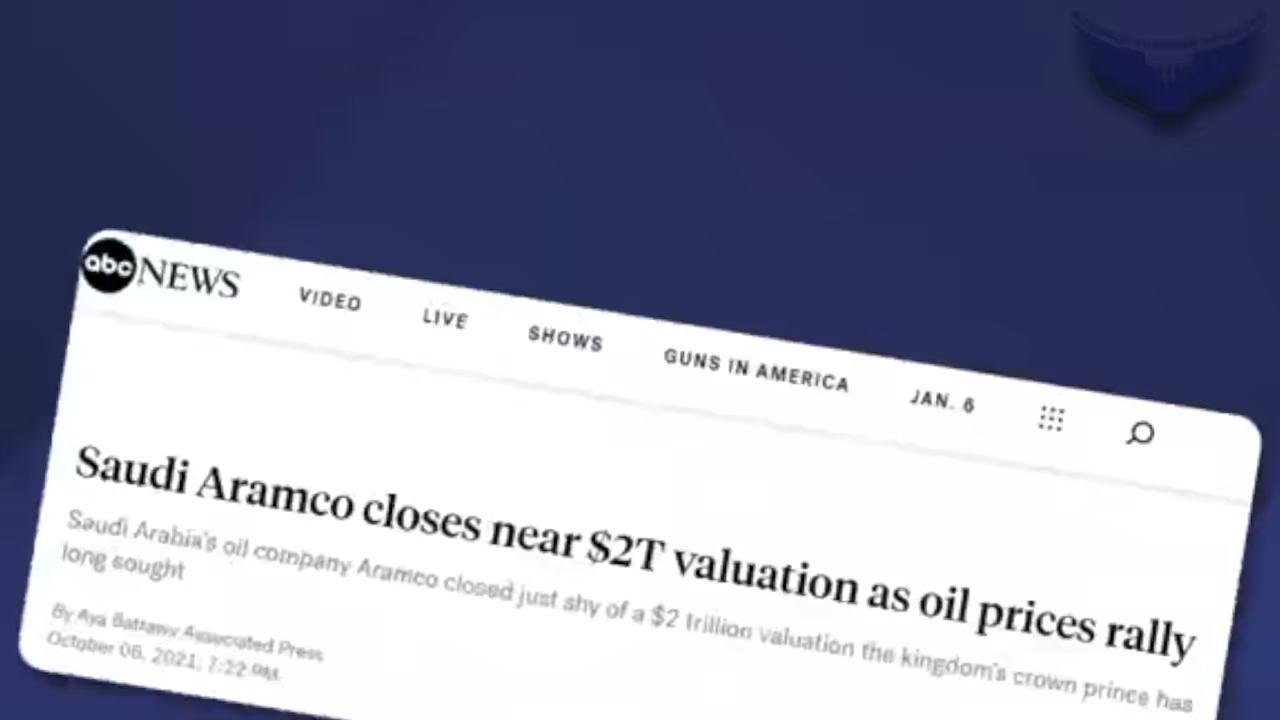 abc NEWS VIDEO LIVE SHOWS GUNS IN AMERICA JAN. 6
Saudi Aramco closes near $2T valuation as oil prices rally
Saudi Arabia's oil company Aramco closed just shy of a $2 trillion valuation the kingdom's crown prince has
long sought
By Aya Batrawy Associated Press
October 06, 2021, 7:22 PM